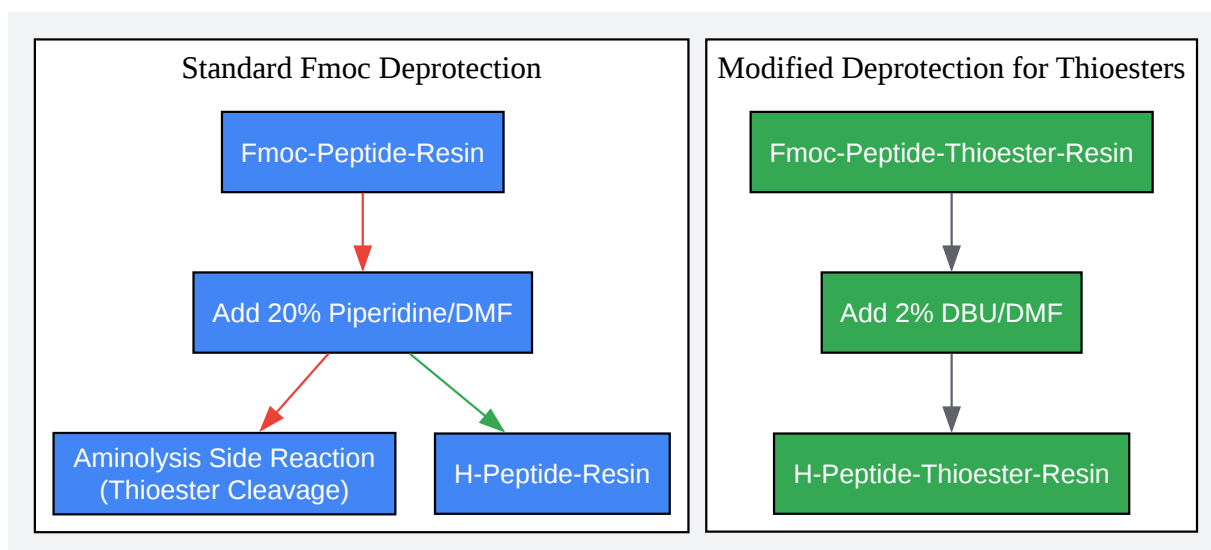 Standard Fmoc Deprotection
Fmoc-Peptide-Resin
Add 20% Piperidine/DMF
Aminolysis Side Reaction
(Thioester Cleavage)
H-Peptide-Resin
Modified Deprotection for Thioesters
Fmoc-Peptide-Thioester-Resin
Add 2% DBU/DMF
H-Peptide-Thioester-Resin